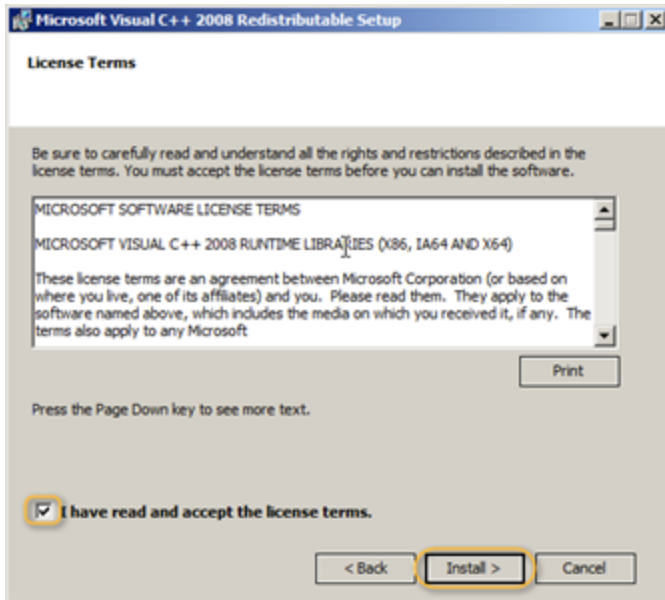 Microsoft Visual C++ 2008 Redistributable Setup
License Terms
Be sure to carefully read and understand all the rights and restrictions described in the
license terms. You must accept the license terms before you can install the software.
MICROSOFT SOFTWARE LICENSE TERMS
MICROSOFT VISUAL C++ 2008 RUNTIME LIBRARIES (X86, IA64 AND X64)
These license terms are an agreement between Microsoft Corporation (or based on
where you live, one of its affiliates) and you.  Please read them.  They apply to the
software named above, which includes the media on which you received it, if any.  The
terms also apply to any Microsoft
Print
Press the Page Down key to see more text.
I have read and accept the license terms.
< Back
Install >
Cancel